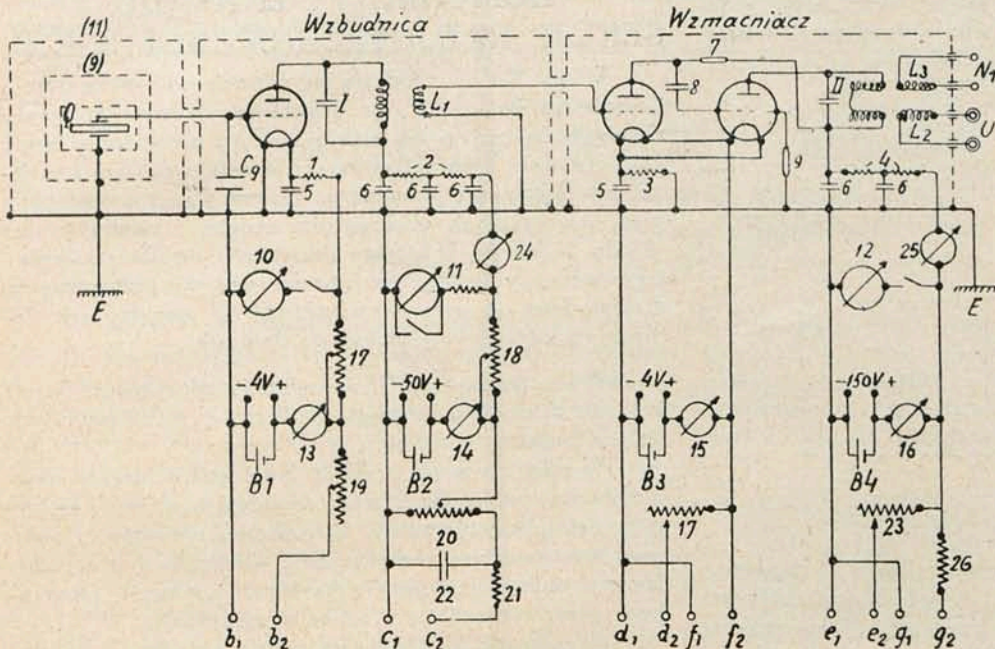 (11)
Wzbudnica
Wzmacniacz
(9)
Q
Cg
I
L1
7
8
II
L3
N1
U
L2
1
5
2
6
6
6
5
3
9
6
4
6
10
24
11
12
25
E
E
17
18
-4V+
-50V+
-4V+
-150V+
13
14
15
16
B1
B2
B3
B4
19
20
17
23
22
21
26
b1
b2
c1
c2
d1
d2
f1
f2
e1
e2
g1
g2